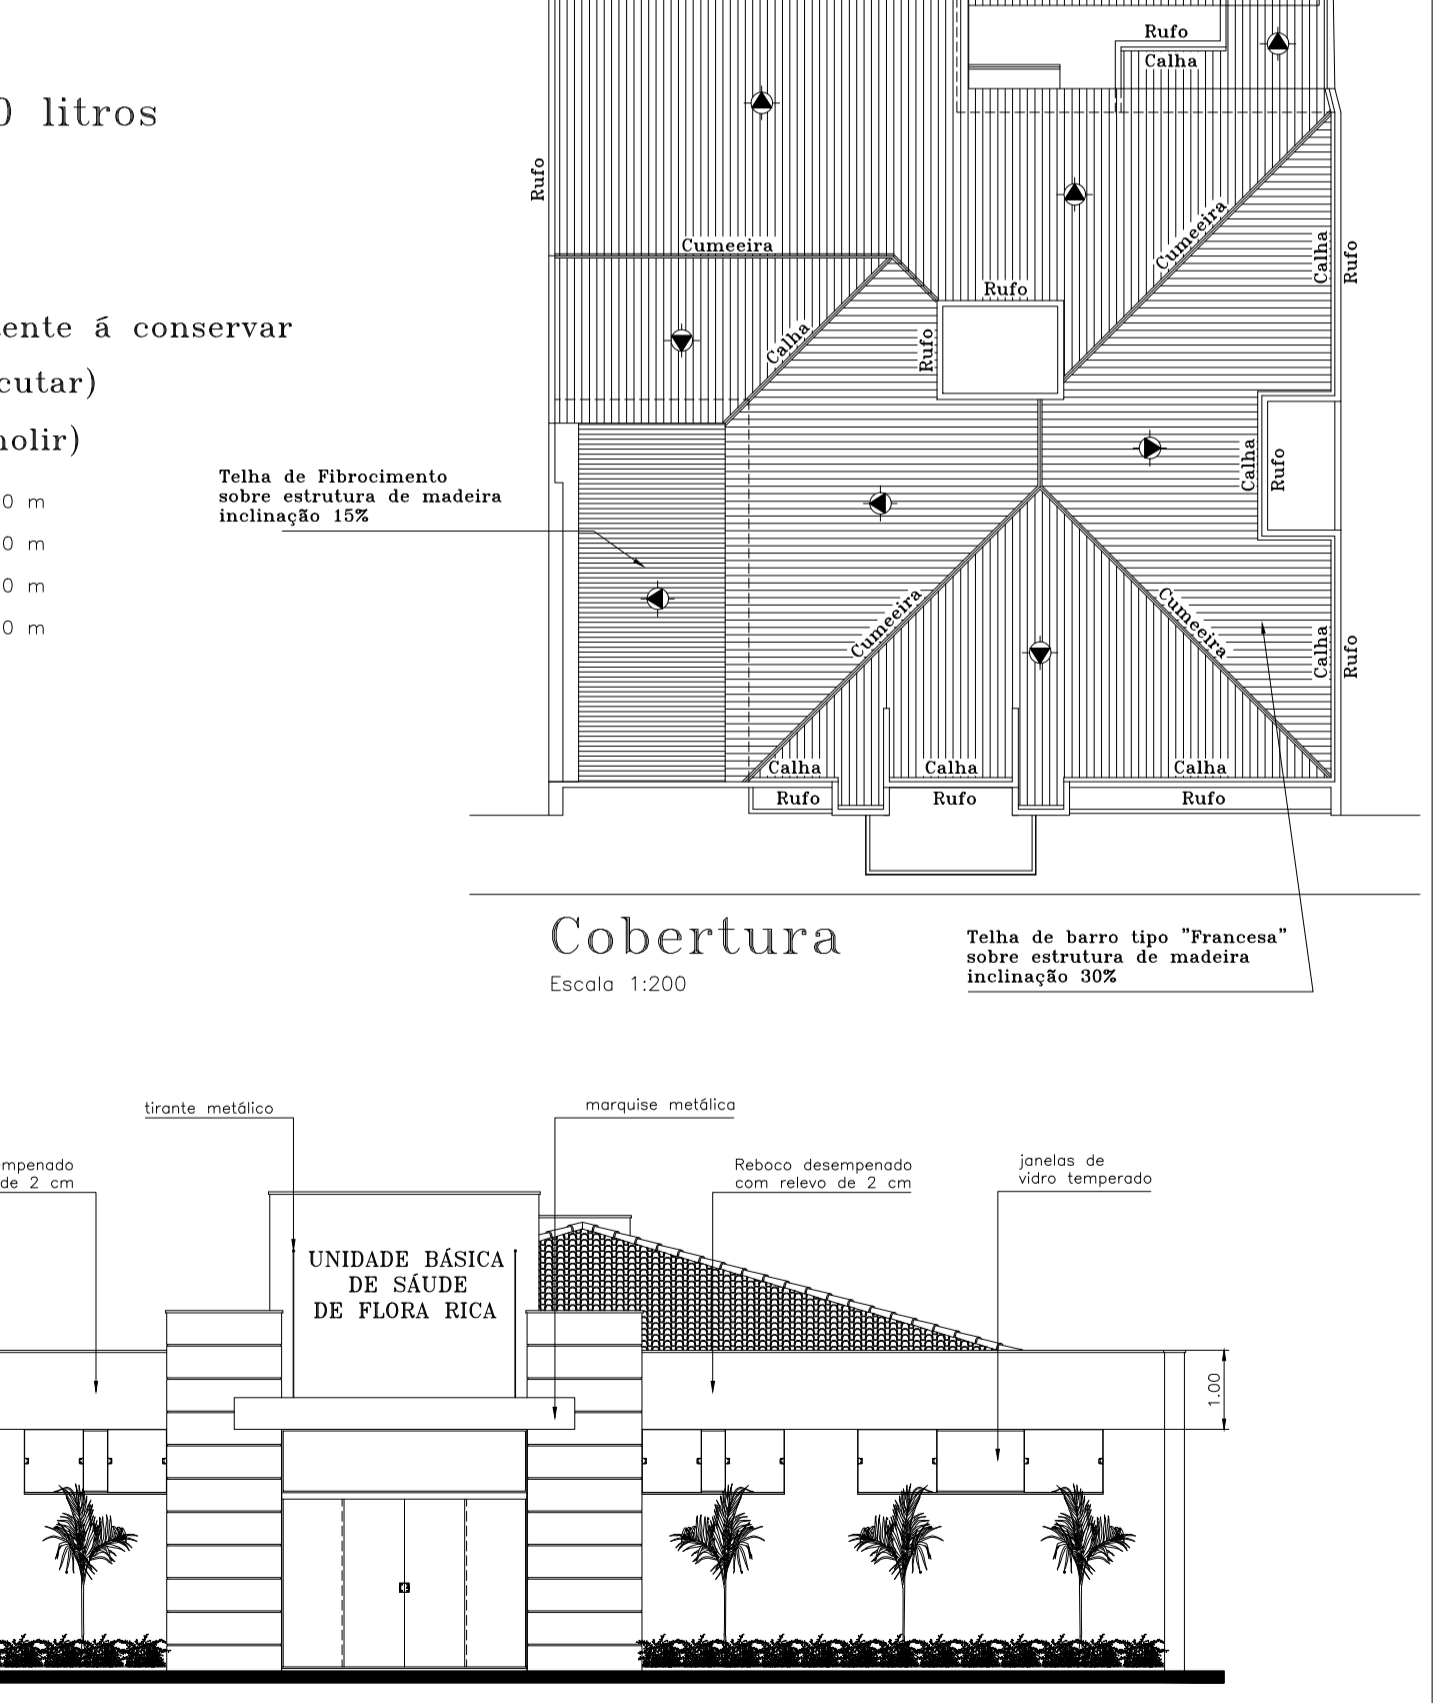 0 litros
ente á conservar
cutar)
nolir)
0 m
0 m
0 m
0 m
Rufo
Calha
Rufo
Cumeeira
Cumeeira
Calha
Rufo
Rufo
Calha
Rufo
Calha
Rufo
Telha de Fibrocimento
sobre estrutura de madeira
inclinação 15%
Cumeeira
Cumeeira
Calha
Rufo
Calha
Calha
Calha
Rufo
Rufo
Rufo
Cobertura
Escala 1:200
Telha de barro tipo "Francesa"
sobre estrutura de madeira
inclinação 30%
tirante metálico
marquise metálica
mpenado
de 2 cm
Reboco desempenado
com relevo de 2 cm
janelas de
vidro temperado
UNIDADE BÁSICA
DE SÁUDE
DE FLORA RICA
1.00